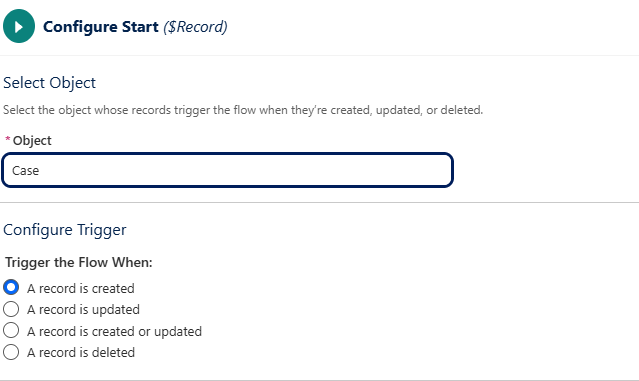 Configure Start ($Record)
Select Object
Select the object whose records trigger the flow when they're created, updated, or deleted.
* Object
Case
Configure Trigger
Trigger the Flow When:
A record is created
A record is updated
A record is created or updated
A record is deleted